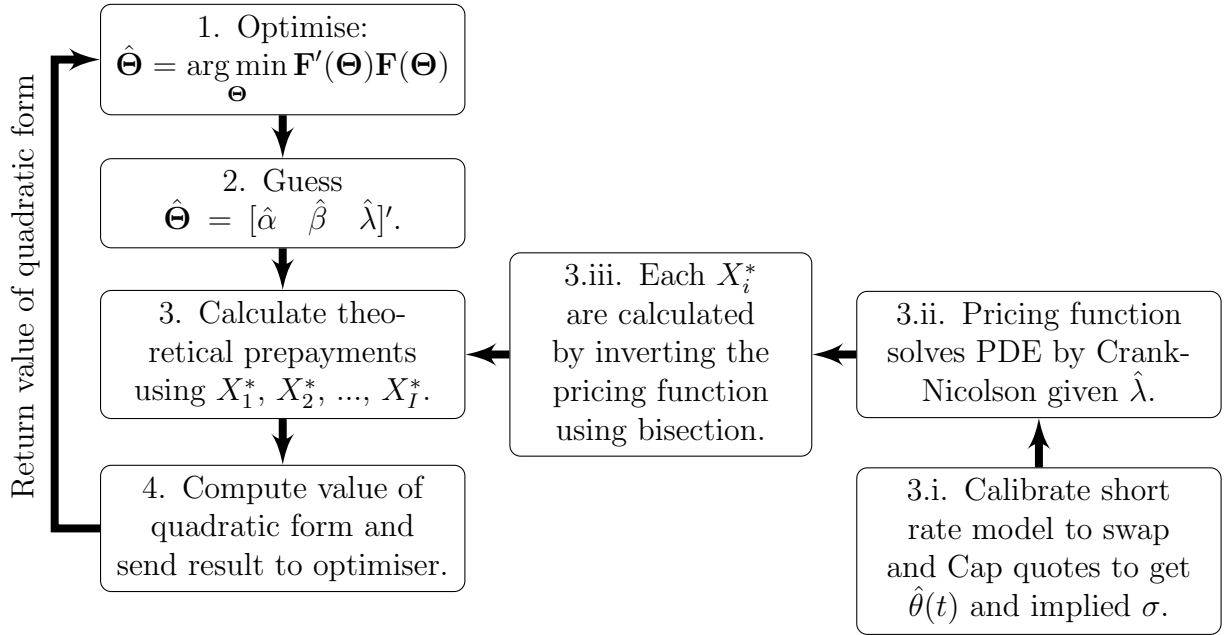 1. Optimise:
Θ̂ = arg min F′(Θ)F(Θ)
Θ
2. Guess
Θ̂ = [α̂ β̂ λ̂]′.
3. Calculate theo-
retical prepayments
using X₁*, X₂*, ..., X_I*.
4. Compute value of
quadratic form and
send result to optimiser.
Return value of quadratic form
3.iii. Each X_i*
are calculated
by inverting the
pricing function
using bisection.
3.ii. Pricing function
solves PDE by Crank-
Nicolson given λ̂.
3.i. Calibrate short
rate model to swap
and Cap quotes to get
θ̂(t) and implied σ.